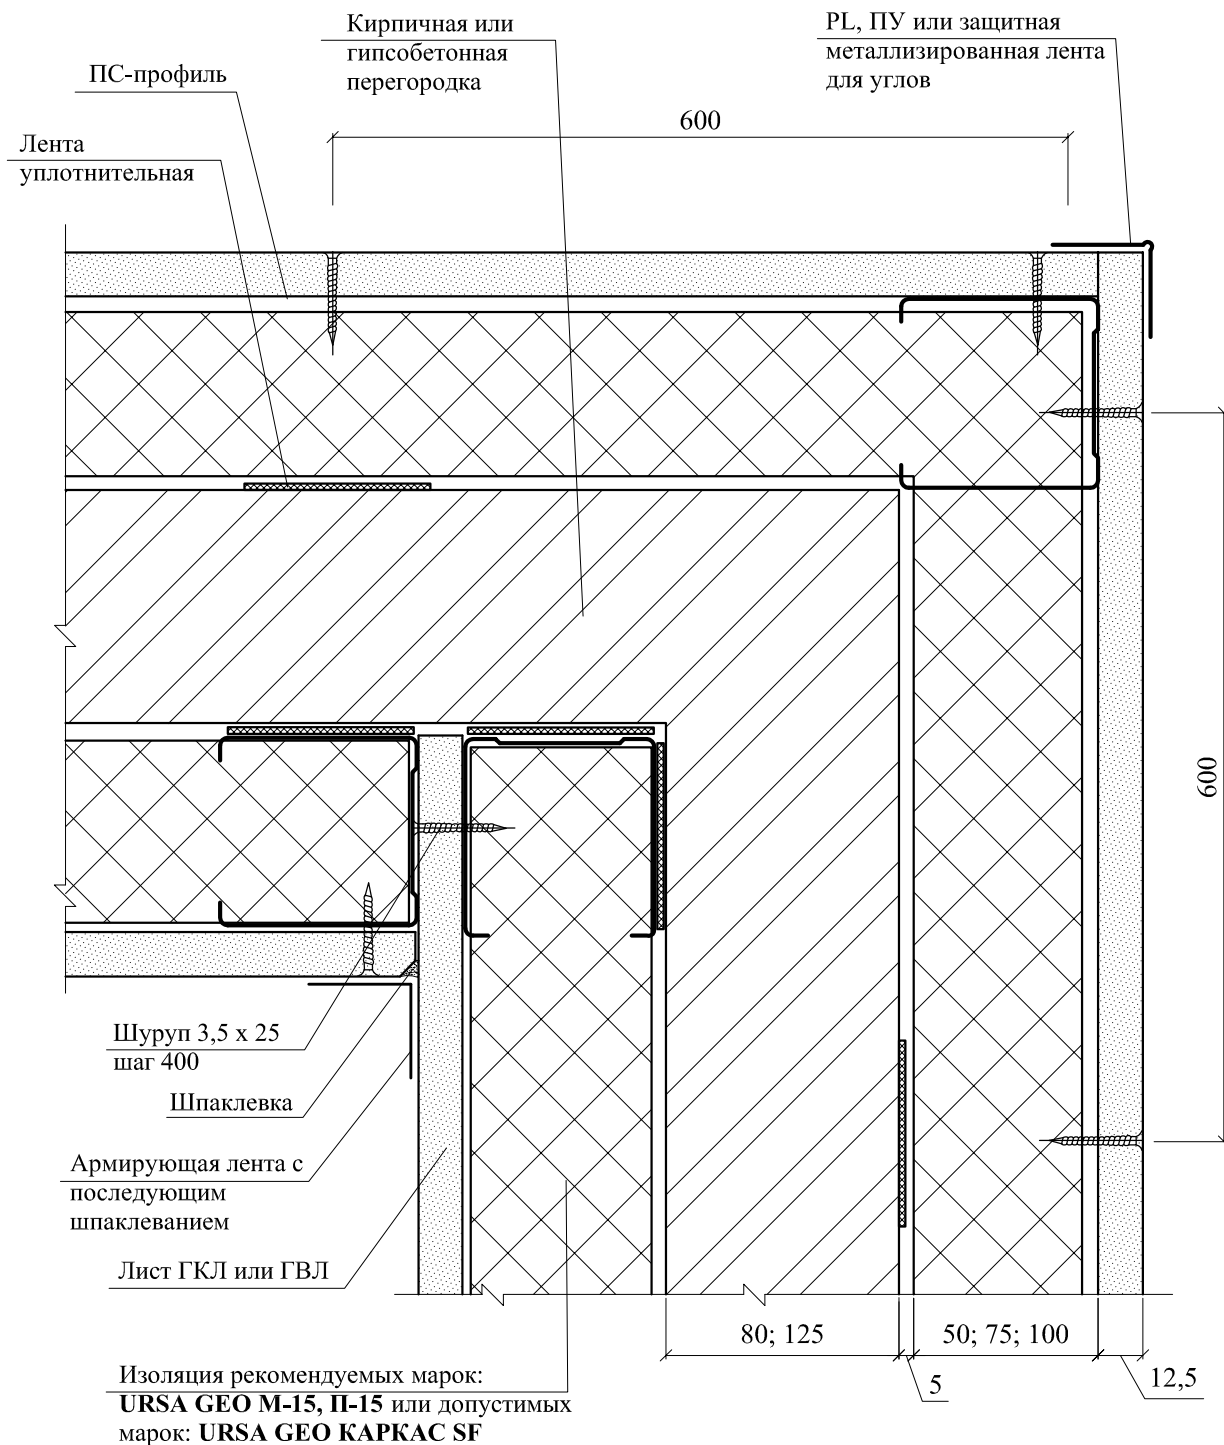 Кирпичная или
гипсобетонная
перегородка
PL, ПУ или защитная
металлизированная лента
для углов
ПС-профиль
600
Лента
уплотнительная
600
Шуруп 3,5 x 25
шаг 400
Шпаклевка
Армирующая лента с
последующим
шпаклеванием
Лист ГКЛ или ГВЛ
80; 125
50; 75; 100
5
12,5
Изоляция рекомендуемых марок:
URSA GEO М-15, П-15 или допустимых
марок: URSA GEO КАРКАС SF